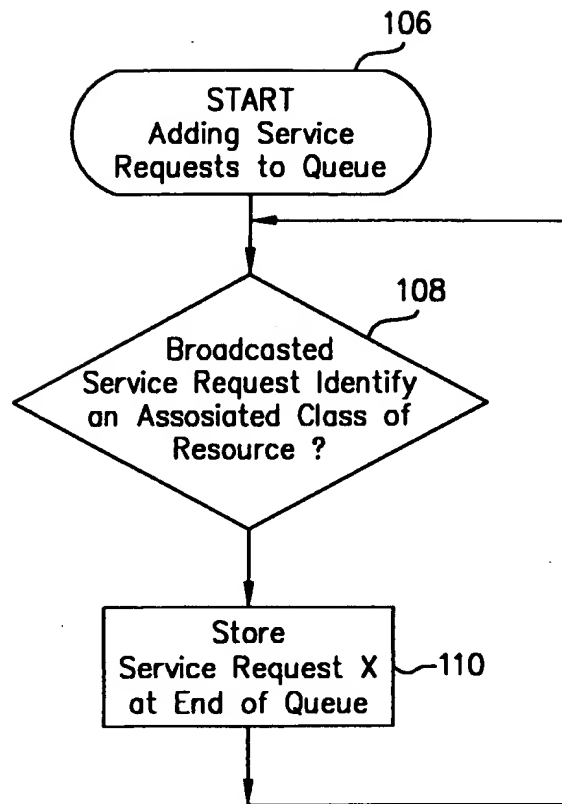 106
START
Adding Service
Requests to Queue
108
Broadcasted
Service Request Identify
an Assosiated Class of
Resource ?
Store
Service Request X
at End of Queue
110